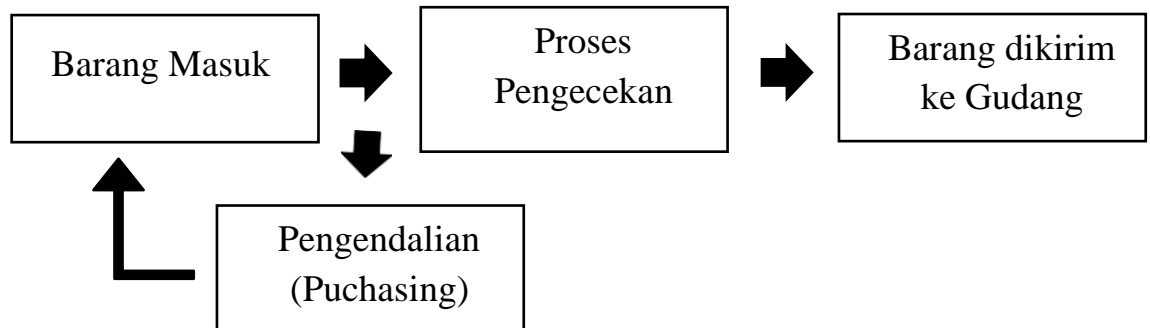 Barang Masuk
Proses
Pengecekan
Barang dikirim
ke Gudang
Pengendalian
(Puchasing)